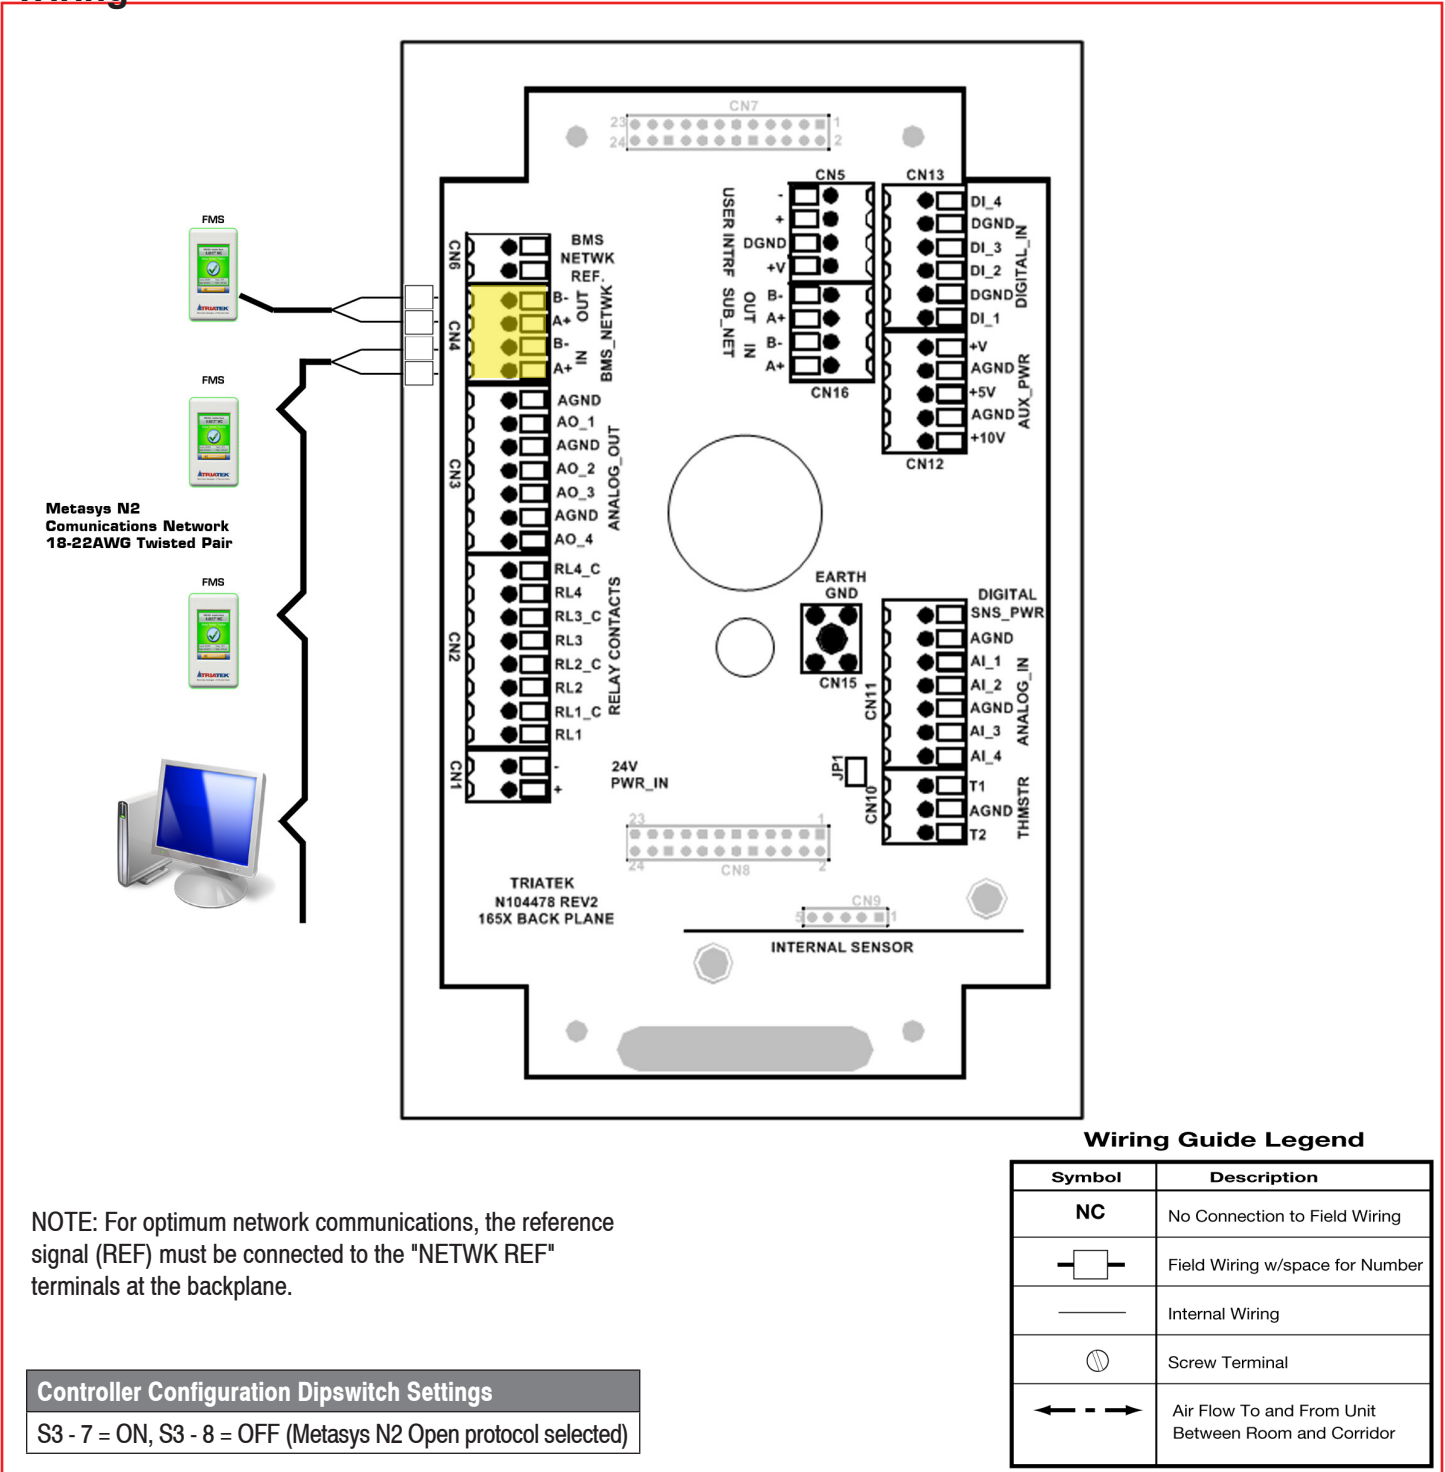 Wiring
CN7
23
1
24
2
CN5
CN13
USER INTRF
-
+
DGND
+V
DI_4
DGND
DI_3
DI_2
DGND
DI_1
DIGITAL_IN
FMS
CN6
BMS
NETWK
REF.
CN4
B-
A+
B-
A+
OUT
IN
BMS_NETWK
SUB_NET
OUT
IN
B-
A+
B-
A+
CN16
+V
AGND
+5V
AGND
+10V
AUX_PWR
CN12
FMS
TRIATEK
CN3
AGND
AO_1
AGND
AO_2
AO_3
AGND
AO_4
ANALOG_OUT
TRIATEK
Metasys N2
Comunications Network
18-22AWG Twisted Pair
FMS
TRIATEK
CN2
RL4_C
RL4
RL3_C
RL3
RL2_C
RL2
RL1_C
RL1
RELAY CONTACTS
EARTH
GND
CN15
DIGITAL
SNS_PWR
AGND
AI_1
AI_2
AGND
AI_3
AI_4
CN11
ANALOG_IN
CN1
-
+
24V
PWR_IN
JP1
CN10
T1
AGND
T2
THMSTR
23
1
24
2
CN8
TRIATEK
N104478 REV2
165X BACK PLANE
CN9
5
1
INTERNAL SENSOR
Wiring Guide Legend
Symbol Description
NC No Connection to Field Wiring
Field Wiring w/space for Number
Internal Wiring
Screw Terminal
Air Flow To and From Unit
Between Room and Corridor
NOTE: For optimum network communications, the reference
signal (REF) must be connected to the "NETWK REF"
terminals at the backplane.
Controller Configuration Dipswitch Settings
S3 - 7 = ON, S3 - 8 = OFF (Metasys N2 Open protocol selected)